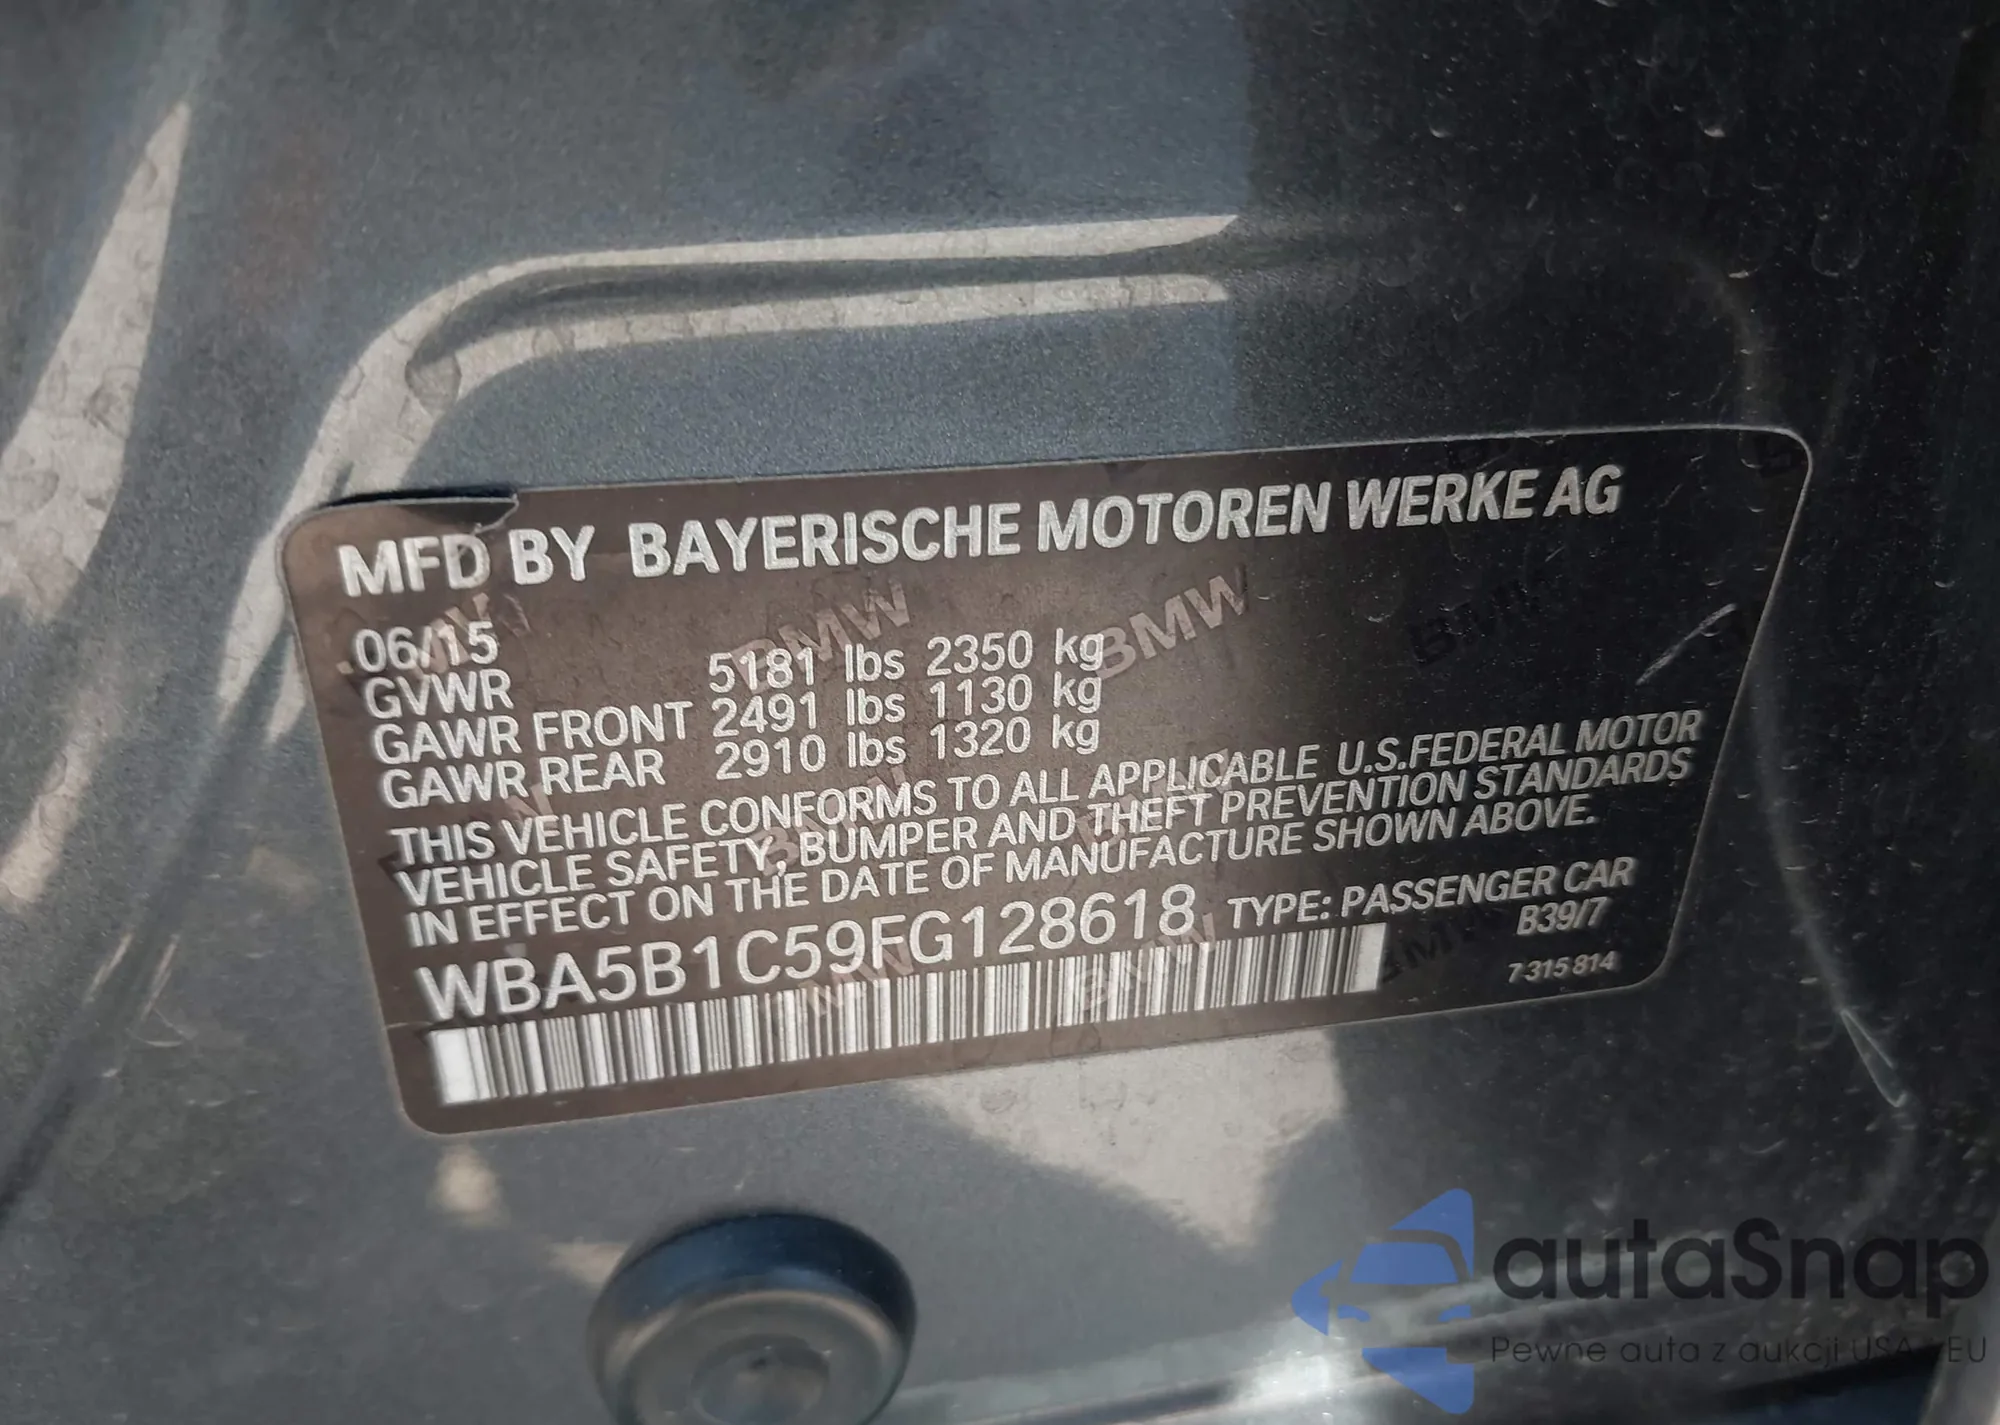 MFD BY BAYERISCHE MOTOREN WERKE AG
06/15
GVWR 5181 lbs 2350 kg
GAWR FRONT 2491 lbs 1130 kg
GAWR REAR 2910 lbs 1320 kg
THIS VEHICLE CONFORMS TO ALL APPLICABLE U.S.FEDERAL MOTOR
VEHICLE SAFETY, BUMPER AND THEFT PREVENTION STANDARDS
IN EFFECT ON THE DATE OF MANUFACTURE SHOWN ABOVE.
WBA5B1C59FG128618 TYPE: PASSENGER CAR
B39/7
7 315 814
autaSnap
Pewne auta z aukcji USA i EU